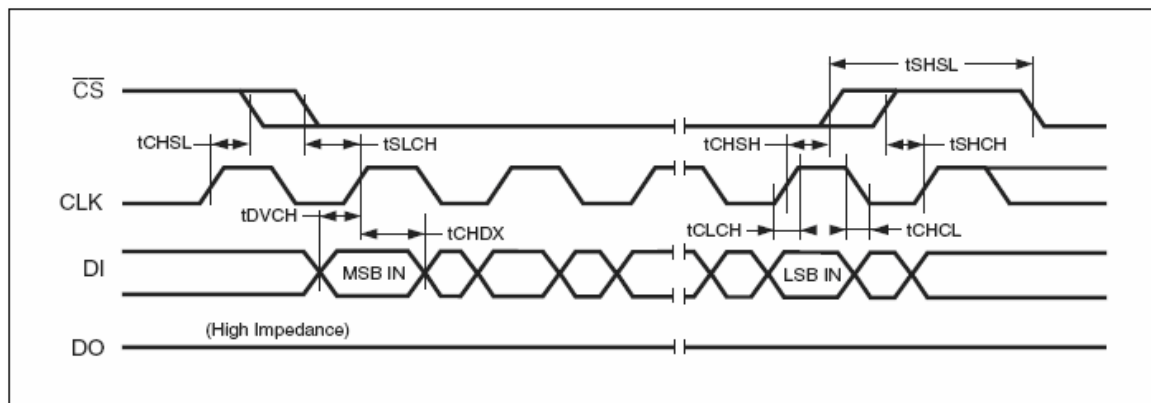 tSHSL
CS
tCHSL
tSLCH
tCHSH
tSHCH
CLK
tDVCH
tCHDX
tCLCH
tCHCL
DI
MSB IN
LSB IN
(High Impedance)
DO